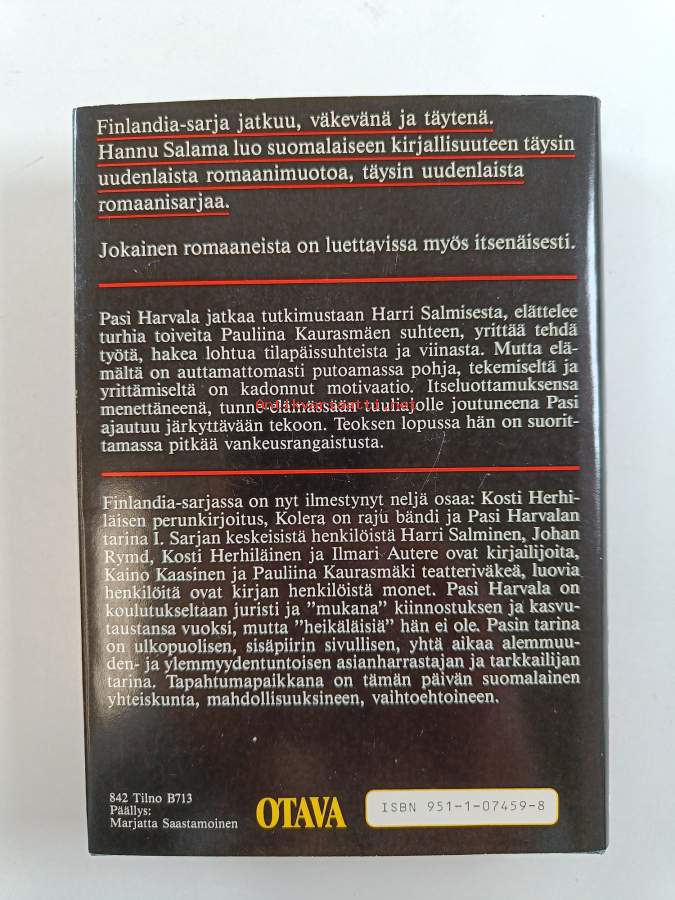 Finlandia-sarja jatkuu, väkevänä ja täytenä.
Hannu Salama luo suomalaiseen kirjallisuuteen täysin
uudenlaista romaanimuotoa, täysin uudenlaista
romaanisarjaa.
Jokainen romaaneista on luettavissa myös itsenäisesti.
Pasi Harvala jatkaa tutkimustaan Harri Salmisesta, elättelee
turhia toiveita Pauliina Kaurasmäen suhteen, yrittää tehdä
työtä, hakea lohtua tilapäissuhteista ja viinasta. Mutta elä-
mältä on auttamattomasti putoamassa pohja, tekemiseltä ja
yrittämiseltä on kadonnut motivaatio. Itseluottamuksensa
menettäneenä, tunne-elämässään tuuliajolle joutuneena Pasi
ajautuu järkyttävään tekoon. Teoksen lopussa hän on suorit-
tamassa pitkää vankeusrangaistusta.
Finlandia-sarjassa on nyt ilmestynyt neljä osaa: Kosti Herhi-
läisen perunkirjoitus, Kolera on raju bändi ja Pasi Harvalan
tarina I. Sarjan keskeisistä henkilöistä Harri Salminen, Johan
Rymd, Kosti Herhiläinen ja Ilmari Autere ovat kirjailijoita,
Kaino Kaasinen ja Pauliina Kaurasmäki teatteriväkeä, luovia
henkilöitä ovat kirjan henkilöistä monet. Pasi Harvala on
koulutukseltaan juristi ja ”mukana” kiinnostuksen ja kasvu-
taustansa vuoksi, mutta ”heikäläisiä” hän ei ole. Pasin tarina
on ulkopuolisen, sisäpiirin sivullisen, yhtä aikaa alemmuu-
den- ja ylemmyydentuntoisen asianharrastajan ja tarkkailijan
tarina. Tapahtumapaikkana on tämän päivän suomalainen
yhteiskunta, mahdollisuuksineen, vaihtoehtoineen.
842 Tilno B713
Päällys:
Marjatta Saastamoinen
OTAVA
ISBN 951-1-07459-8